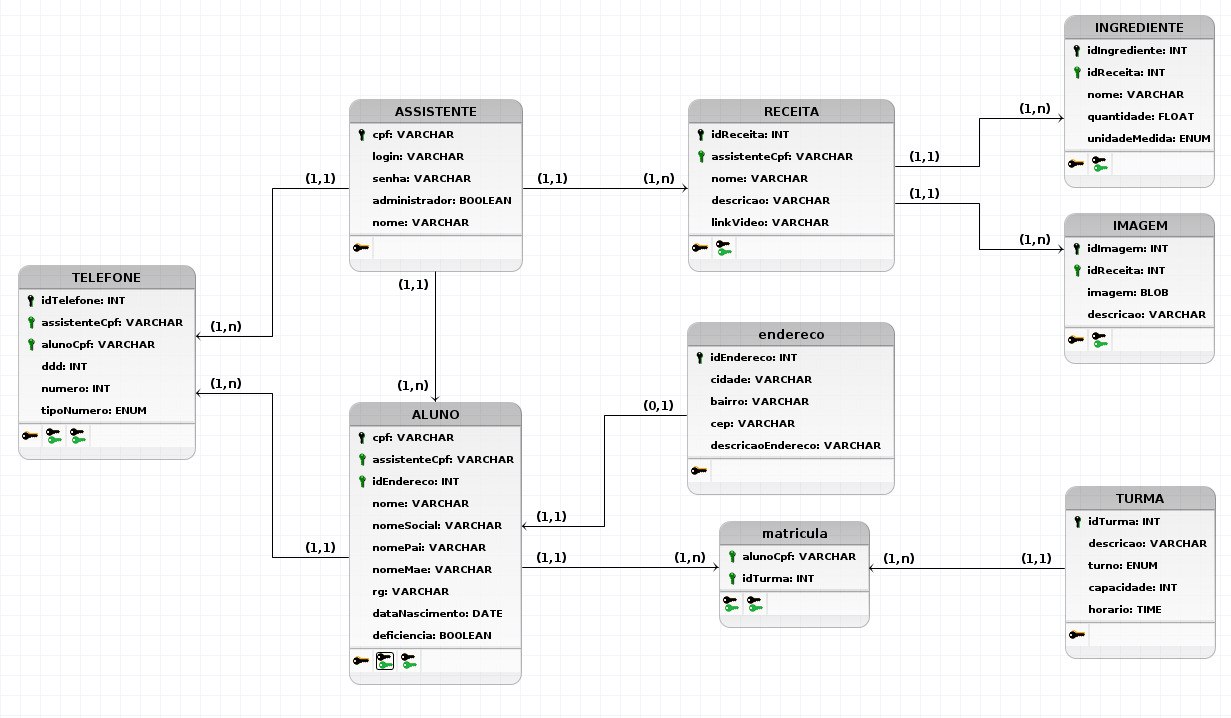 INGREDIENTE
idIngrediente: INT
idReceita: INT
nome: VARCHAR
quantidade: FLOAT
unidadeMedida: ENUM
ASSISTENTE
cpf: VARCHAR
login: VARCHAR
senha: VARCHAR
administrador: BOOLEAN
nome: VARCHAR
RECEITA
idReceita: INT
assistenteCpf: VARCHAR
nome: VARCHAR
descricao: VARCHAR
linkVideo: VARCHAR
(1,n)
(1,1)
(1,1)
(1,1)
(1,n)
(1,1)
(1,n)
IMAGEM
idImagem: INT
idReceita: INT
imagem: BLOB
descricao: VARCHAR
TELEFONE
idTelefone: INT
assistenteCpf: VARCHAR
alunoCpf: VARCHAR
ddd: INT
numero: INT
tipoNumero: ENUM
(1,1)
(1,n)
(1,n)
(1,n)
endereco
idEndereco: INT
cidade: VARCHAR
bairro: VARCHAR
cep: VARCHAR
descricaoEndereco: VARCHAR
(0,1)
ALUNO
cpf: VARCHAR
assistenteCpf: VARCHAR
idEndereco: INT
nome: VARCHAR
nomeSocial: VARCHAR
nomePai: VARCHAR
nomeMae: VARCHAR
rg: VARCHAR
dataNascimento: DATE
deficiencia: BOOLEAN
(1,1)
(1,1)
(1,1)
(1,n)
matricula
alunoCpf: VARCHAR
idTurma: INT
(1,n)
(1,1)
TURMA
idTurma: INT
descricao: VARCHAR
turno: ENUM
capacidade: INT
horario: TIME